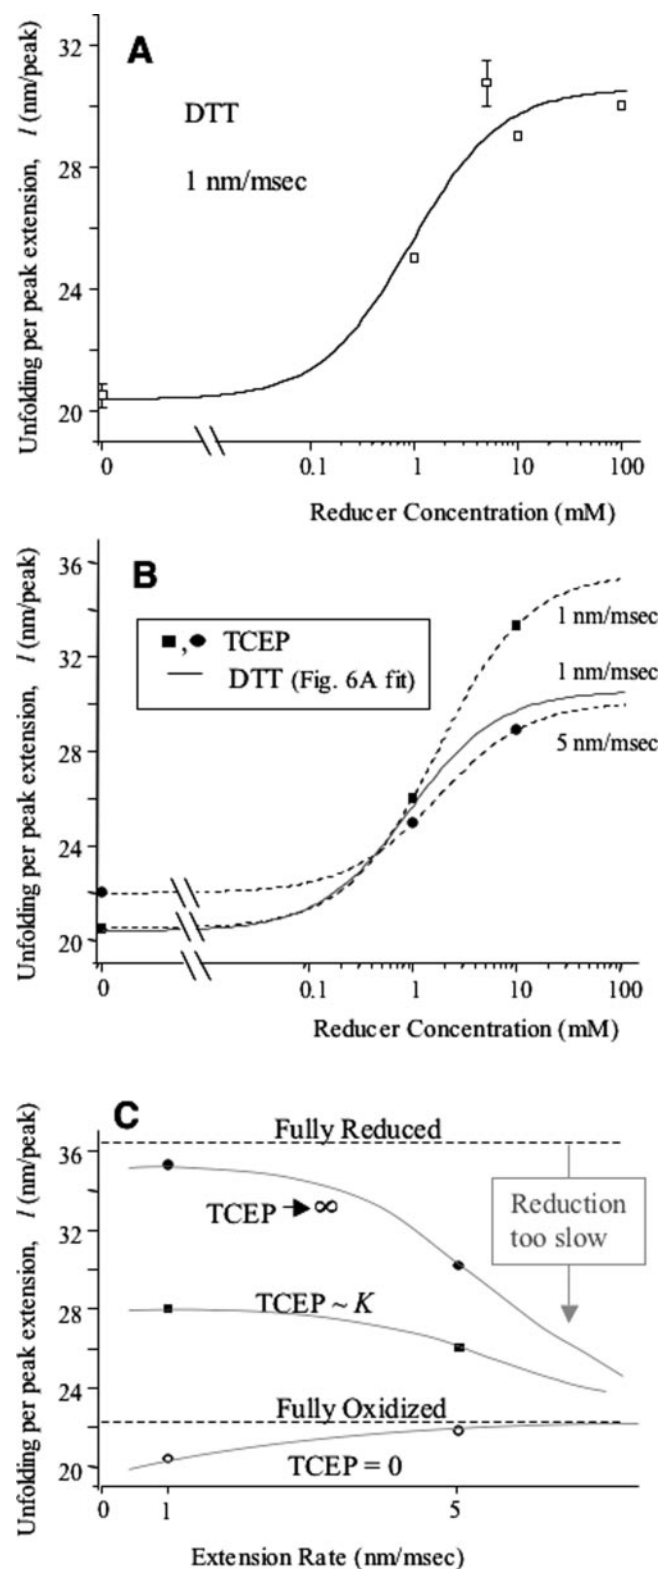 A
DTT
1 nm/msec
Unfolding per peak extension, l (nm/peak)
32
28
24
20
0
0.1
1
10
100
Reducer Concentration (mM)
B
■,● TCEP
— DTT (Fig. 6A fit)
1 nm/msec
1 nm/msec
5 nm/msec
Unfolding per peak extension, l (nm/peak)
36
32
28
24
20
0
0.1
1
10
100
Reducer Concentration (mM)
C
Fully Reduced
TCEP ► ∞
Reduction
too slow
TCEP ~ K
Fully Oxidized
TCEP = 0
Unfolding per peak extension, l (nm/peak)
36
32
28
24
20
0
1
5
Extension Rate (nm/msec)